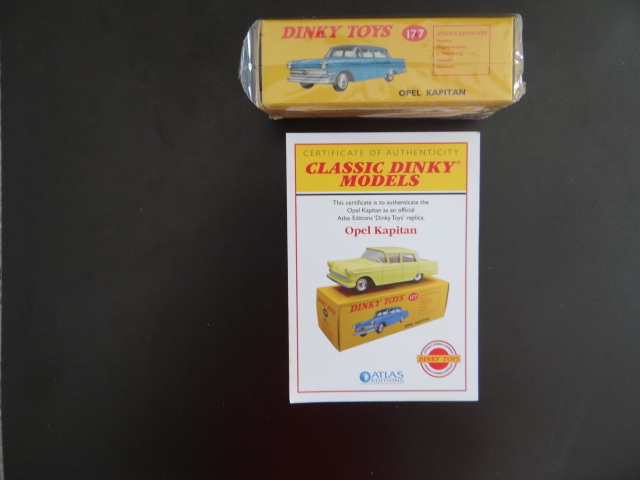 DINKY TOYS
177
OPEL KAPITAN
CERTIFICATE OF AUTHENTICITY
CLASSIC DINKY®
MODELS
This certificate is to authenticate the
Opel Kapitan as an official
Atlas Editions 'Dinky Toys' replica.
Opel Kapitan
DINKY TOYS
177
OPEL KAPITAN
DINKY TOYS
ATLAS
EDITIONS